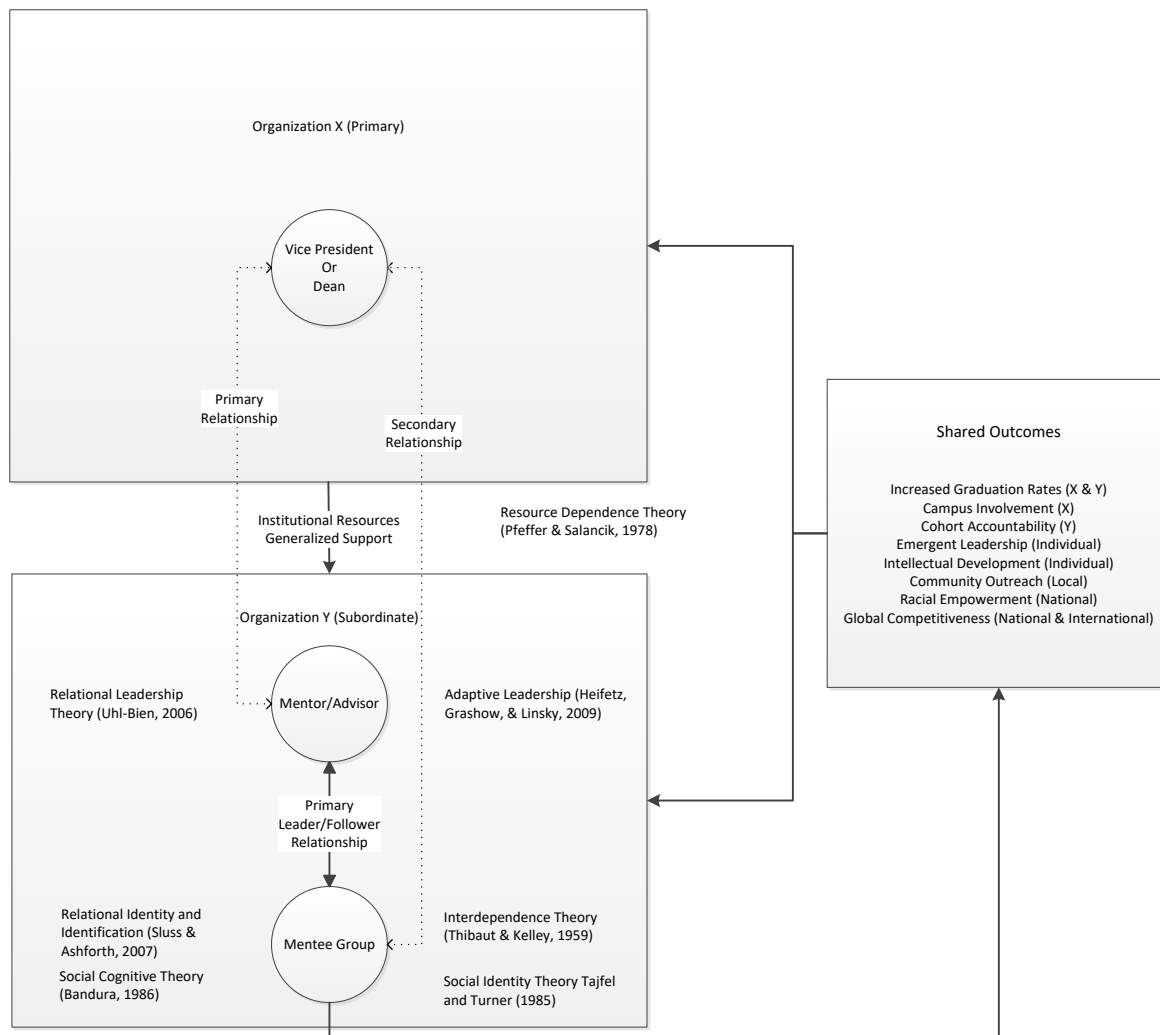 Organization X (Primary)
Vice President
Or
Dean
Primary
Relationship
Secondary
Relationship
Institutional Resources
Generalized Support
Resource Dependence Theory
(Pfeffer & Salancik, 1978)
Shared Outcomes
Increased Graduation Rates (X & Y)
Campus Involvement (X)
Cohort Accountability (Y)
Emergent Leadership (Individual)
Intellectual Development (Individual)
Community Outreach (Local)
Racial Empowerment (National)
Global Competitiveness (National & International)
Organization Y (Subordinate)
Relational Leadership
Theory (Uhl-Bien, 2006)
Mentor/Advisor
Adaptive Leadership (Heifetz,
Grashow, & Linsky, 2009)
Primary
Leader/Follower
Relationship
Relational Identity and
Identification (Sluss &
Ashforth, 2007)
Social Cognitive Theory
(Bandura, 1986)
Mentee Group
Interdependence Theory
(Thibaut & Kelley, 1959)
Social Identity Theory Tajfel
and Turner (1985)